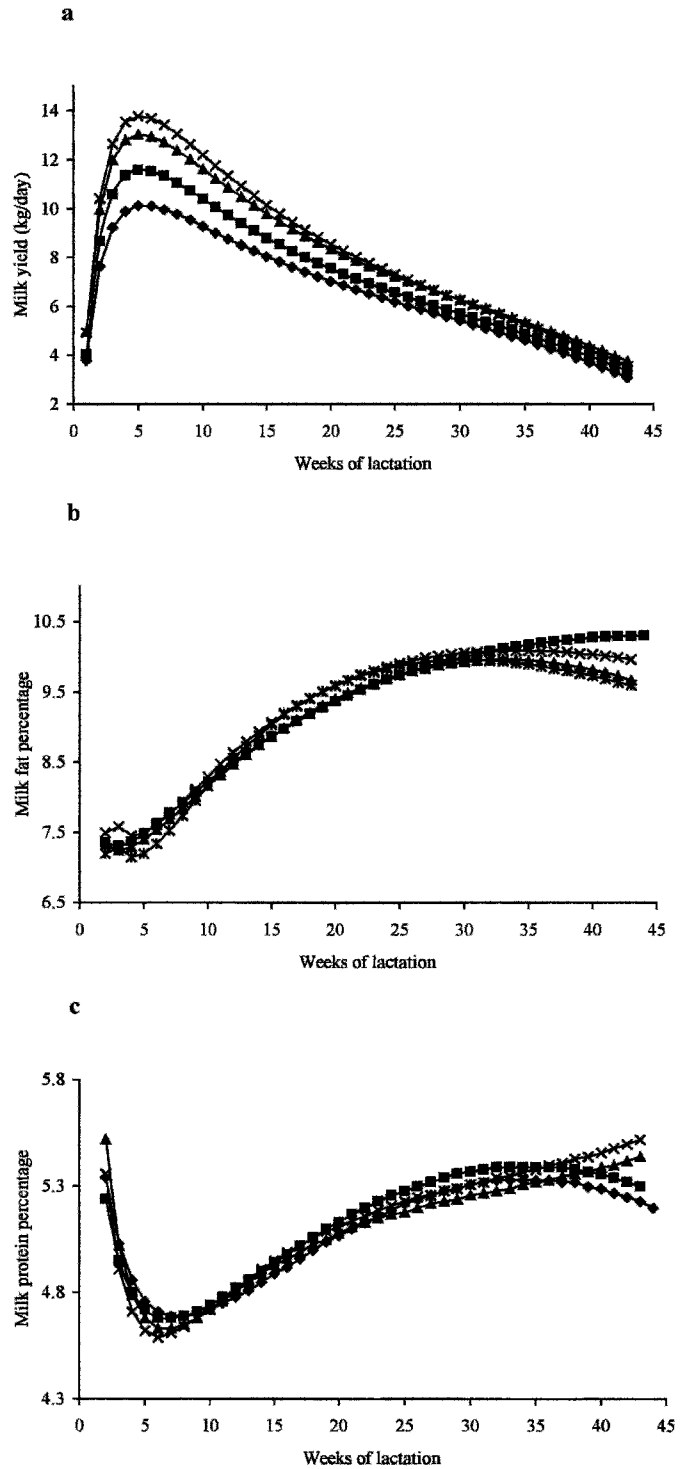 a
Milk yield (kg/day)
14
12
10
8
6
4
2
0 5 10 15 20 25 30 35 40 45
Weeks of lactation
b
Milk fat percentage
10.5
9.5
8.5
7.5
6.5
0 5 10 15 20 25 30 35 40 45
Weeks of lactation
c
Milk protein percentage
5.8
5.3
4.8
4.3
0 5 10 15 20 25 30 35 40 45
Weeks of lactation